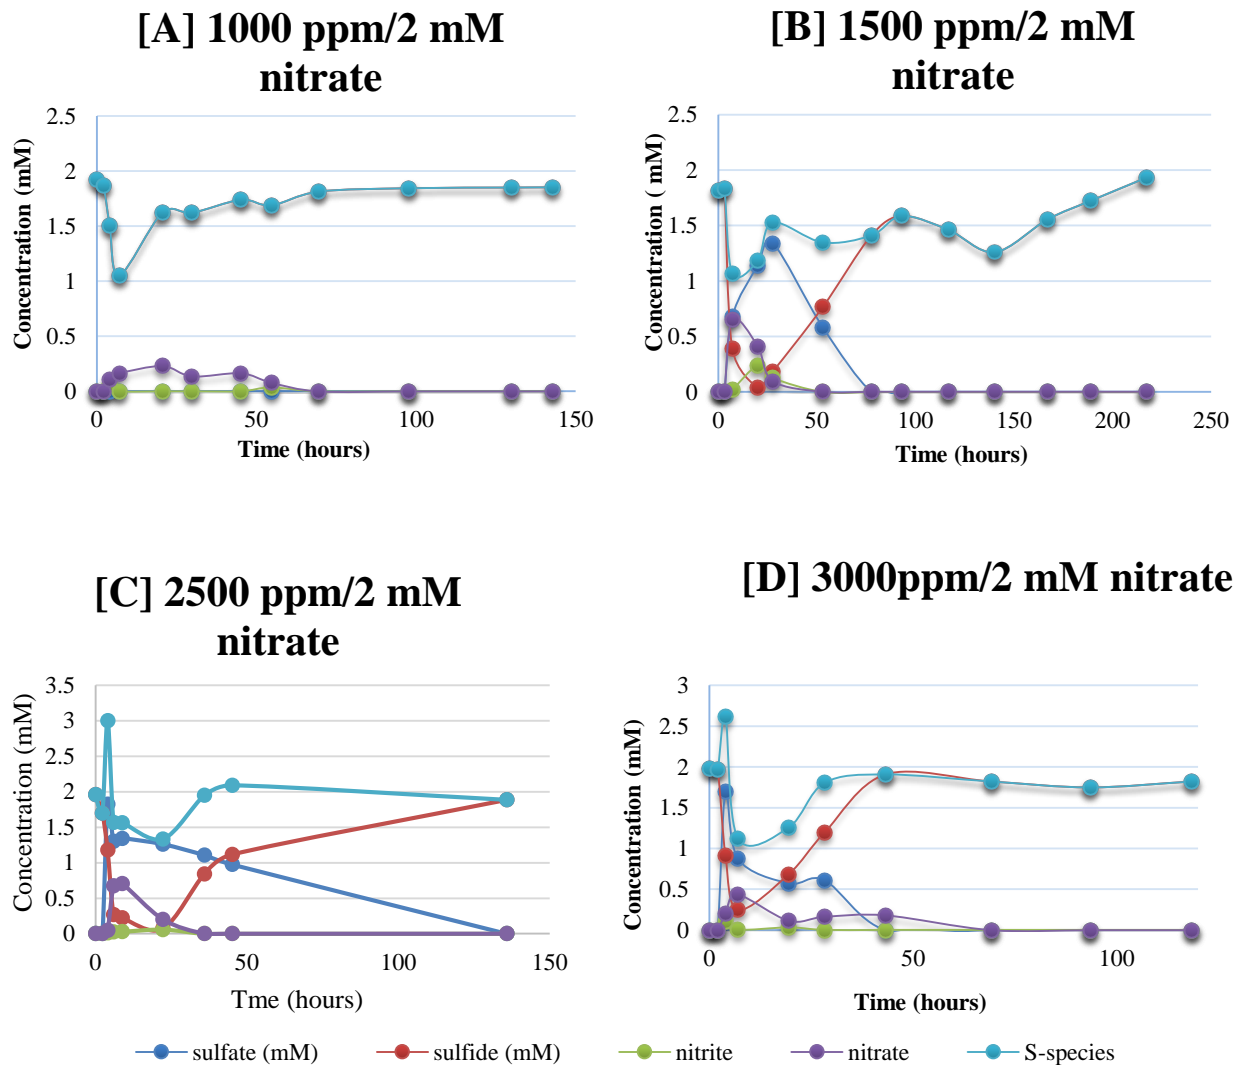 [A] 1000 ppm/2 mM
nitrate
2.5
2
1.5
1
0.5
0
0
50
100
150
Concentration (mM)
Time (hours)
[B] 1500 ppm/2 mM
nitrate
2.5
2
1.5
1
0.5
0
0
50
100
150
200
250
Concentration ( mM)
Time (hours)
[C] 2500 ppm/2 mM
nitrate
3.5
3
2.5
2
1.5
1
0.5
0
0
50
100
150
Concentration (mM)
Tme (hours)
[D] 3000ppm/2 mM nitrate
3
2.5
2
1.5
1
0.5
0
0
50
100
Concentration (mM)
Time (hours)
sulfate (mM)
sulfide (mM)
nitrite
nitrate
S-species